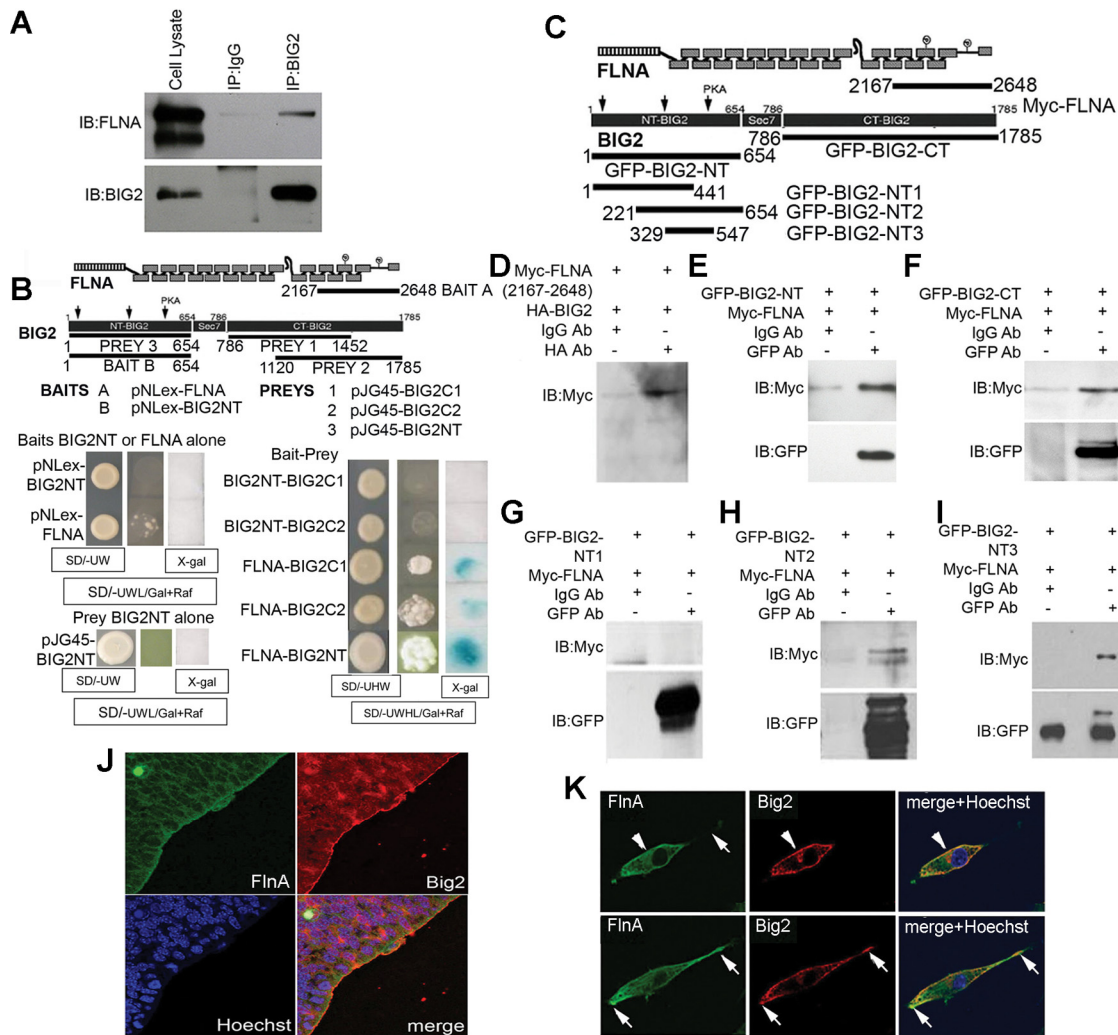 A
Cell Lysate
IP:IgG
IP:BIG2
IB:FLNA
IB:BIG2
B
FLNA
2167 2648 BAIT A
PKA
BIG2
1 654 786 1785
NT-BIG2 Sec7 CT-BIG2
1 PREY 3 654 786 PREY 1 1452
1 BAIT B 654 1120 PREY 2 1785
BAITS A pNLex-FLNA
B pNLex-BIG2NT
PREYS 1 pJG45-BIG2C1
2 pJG45-BIG2C2
3 pJG45-BIG2NT
Baits BIG2NT or FLNA alone
pNLex-
BIG2NT
pNLex-
FLNA
SD/-UW
X-gal
SD/-UWL/Gal+Raf
Prey BIG2NT alone
pJG45-
BIG2NT
SD/-UW
X-gal
SD/-UWL/Gal+Raf
Bait-Prey
BIG2NT-BIG2C1
BIG2NT-BIG2C2
FLNA-BIG2C1
FLNA-BIG2C2
FLNA-BIG2NT
SD/-UHW
X-gal
SD/-UWHL/Gal+Raf
C
FLNA
2167 2648
Myc-FLNA
1 PKA 654 786 1785
NT-BIG2 Sec7 CT-BIG2
BIG2
786 1785
1 654
GFP-BIG2-CT
GFP-BIG2-NT
1 441 GFP-BIG2-NT1
221 654 GFP-BIG2-NT2
329 547 GFP-BIG2-NT3
D
Myc-FLNA + +
(2167-2648)
HA-BIG2 + +
IgG Ab + -
HA Ab - +
IB:Myc
E
GFP-BIG2-NT + +
Myc-FLNA + +
IgG Ab + -
GFP Ab - +
IB:Myc
IB:GFP
F
GFP-BIG2-CT + +
Myc-FLNA + +
IgG Ab + -
GFP Ab - +
IB:Myc
IB:GFP
G
GFP-BIG2- + +
NT1
Myc-FLNA + +
IgG Ab + -
GFP Ab - +
IB:Myc
IB:GFP
H
GFP-BIG2- + +
NT2
Myc-FLNA + +
IgG Ab + -
GFP Ab - +
IB:Myc
IB:GFP
I
GFP-BIG2- + +
NT3
Myc-FLNA + +
IgG Ab + -
GFP Ab - +
IB:Myc
IB:GFP
J
FlnA
Big2
Hoechst
merge
K
FlnA
Big2
merge+Hoechst
FlnA
Big2
merge+Hoechst